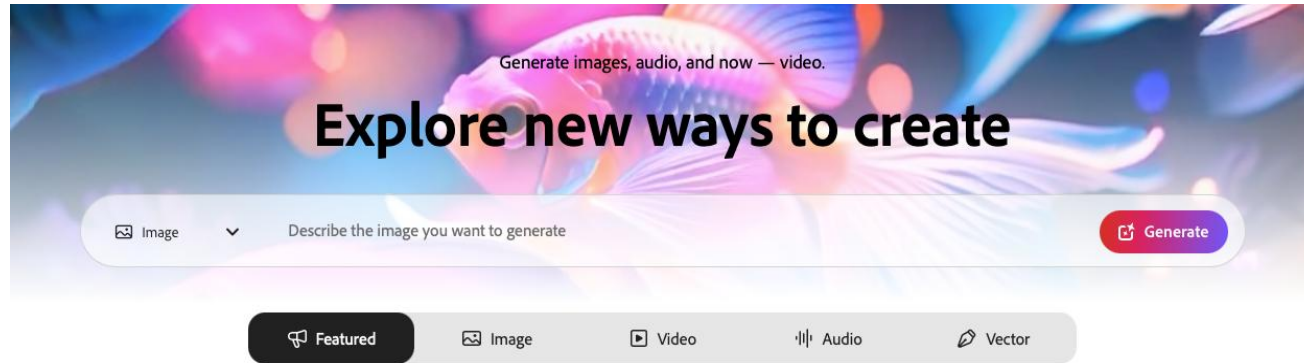 Generate images, audio, and now — video.
Explore new ways to create
Image
Describe the image you want to generate
Generate
Featured
Image
Video
Audio
Vector